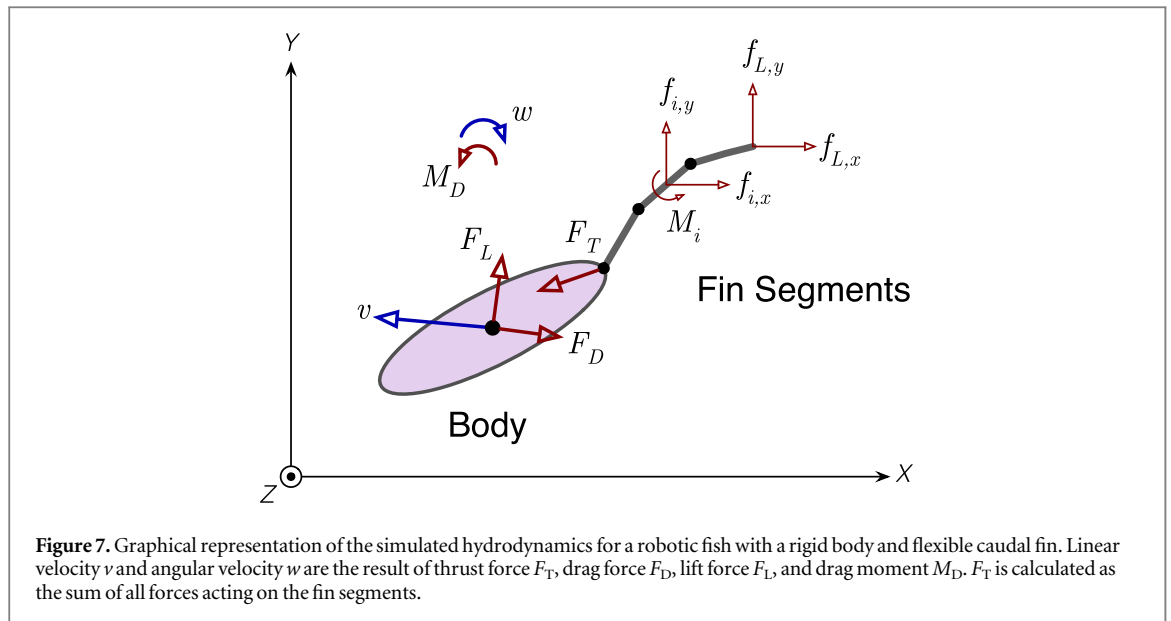 Y
f_{L,y}
f_{i,y}
w
f_{L,x}
M_D
f_{i,x}
M_i
F_L
F_T
Fin Segments
v
F_D
Body
X
Z
Figure 7. Graphical representation of the simulated hydrodynamics for a robotic fish with a rigid body and flexible caudal fin. Linear
velocity v and angular velocity w are the result of thrust force F_T, drag force F_D, lift force F_L, and drag moment M_D. F_T is calculated as
the sum of all forces acting on the fin segments.